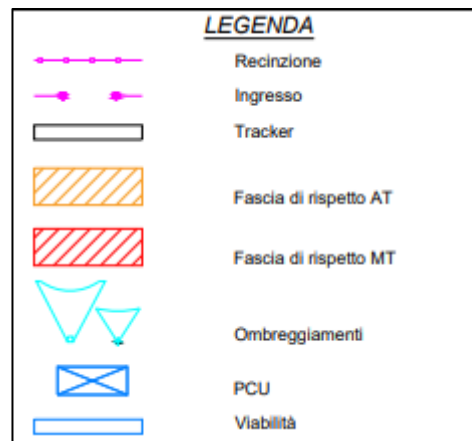 LEGENDA
Recinzione
Ingresso
Tracker
Fascia di rispetto AT
Fascia di rispetto MT
Ombreggiamenti
PCU
Viabilità